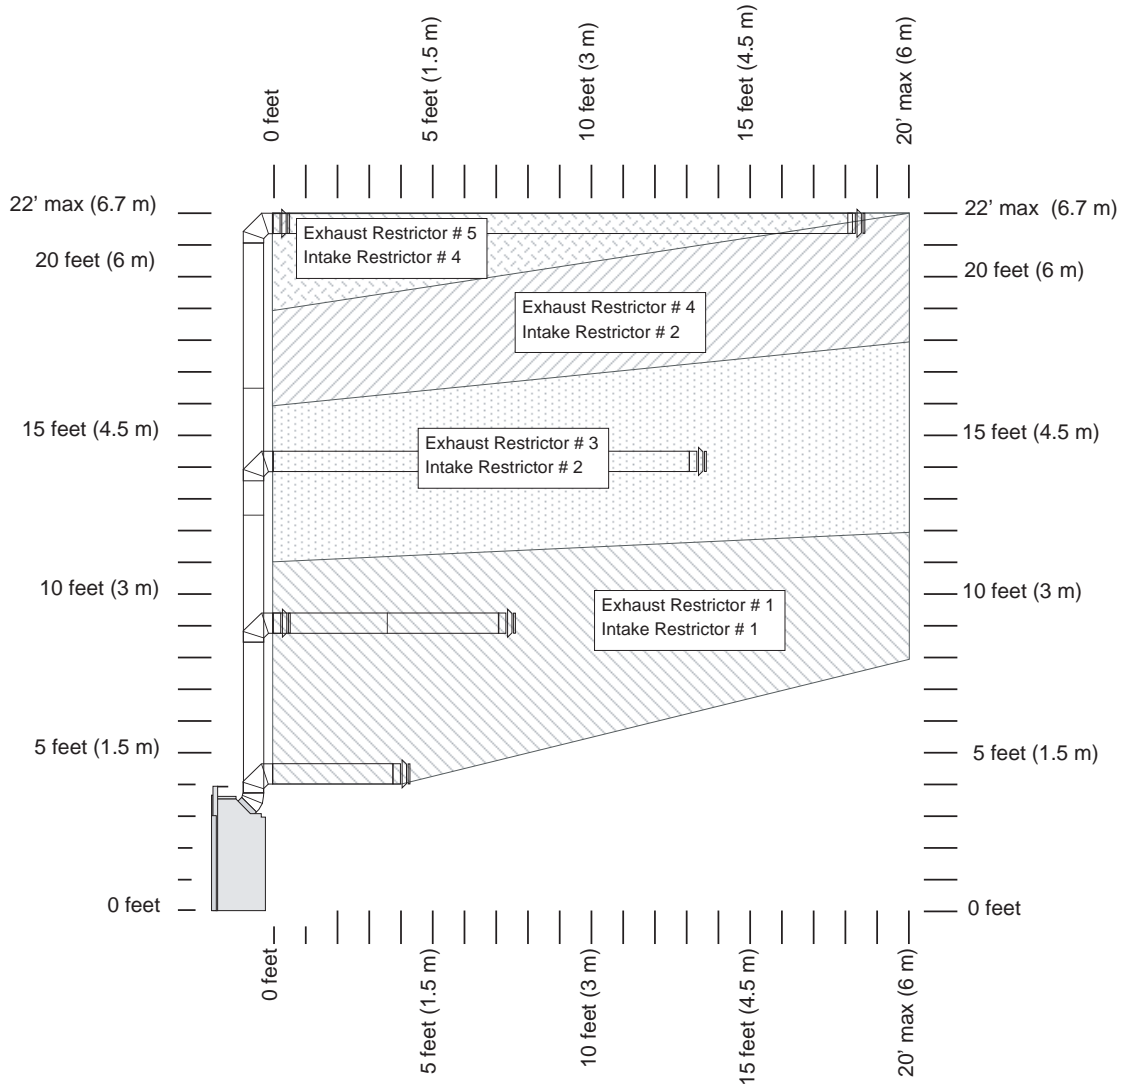 0 feet
5 feet (1.5 m)
10 feet (3 m)
15 feet (4.5 m)
20' max (6 m)
22' max (6.7 m)
20 feet (6 m)
15 feet (4.5 m)
10 feet (3 m)
5 feet (1.5 m)
0 feet
Exhaust Restrictor # 5
Intake Restrictor # 4
Exhaust Restrictor # 4
Intake Restrictor # 2
Exhaust Restrictor # 3
Intake Restrictor # 2
Exhaust Restrictor # 1
Intake Restrictor # 1
22' max (6.7 m)
20 feet (6 m)
15 feet (4.5 m)
10 feet (3 m)
5 feet (1.5 m)
0 feet
0 feet
5 feet (1.5 m)
10 feet (3 m)
15 feet (4.5 m)
20' max (6 m)